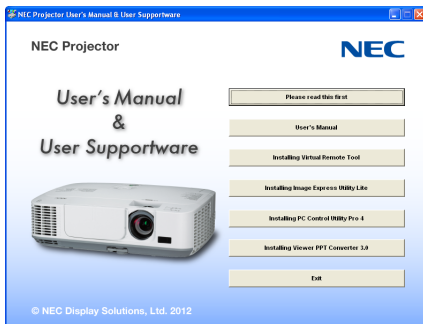 NEC Projector User's Manual & User Supportware
NEC Projector
NEC
User's Manual
&
User Supportware
Please read this first
User's Manual
Installing Virtual Remote Tool
Installing Image Express Utility Lite
Installing PC Control Utility Pro 4
Installing Viewer PPT Converter 3.0
Exit
© NEC Display Solutions, Ltd. 2012